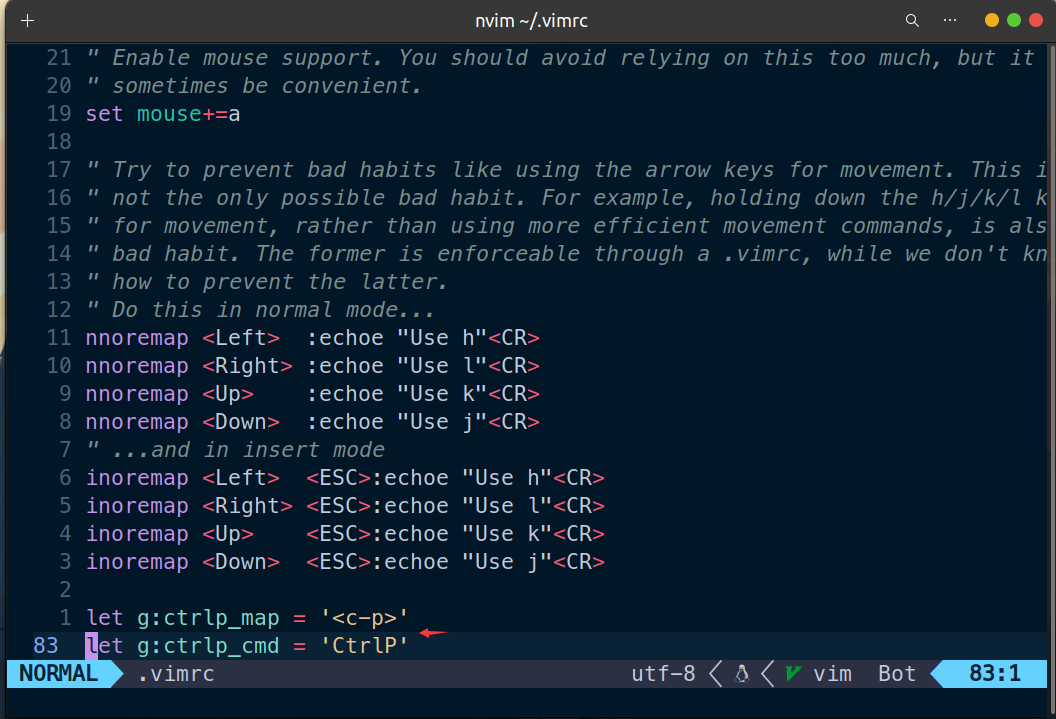 nvim ~/.vimrc
21 " Enable mouse support. You should avoid relying on this too much, but it
20 " sometimes be convenient.
19 set mouse+=a
18
17 " Try to prevent bad habits like using the arrow keys for movement. This i
16 " not the only possible bad habit. For example, holding down the h/j/k/l k
15 " for movement, rather than using more efficient movement commands, is als
14 " bad habit. The former is enforceable through a .vimrc, while we don't kn
13 " how to prevent the latter.
12 " Do this in normal mode...
11 nnoremap <Left>  :echoe "Use h"<CR>
10 nnoremap <Right> :echoe "Use l"<CR>
9 nnoremap <Up>    :echoe "Use k"<CR>
8 nnoremap <Down>  :echoe "Use j"<CR>
7 " ...and in insert mode
6 inoremap <Left>  <ESC>:echoe "Use h"<CR>
5 inoremap <Right> <ESC>:echoe "Use l"<CR>
4 inoremap <Up>    <ESC>:echoe "Use k"<CR>
3 inoremap <Down>  <ESC>:echoe "Use j"<CR>
2
1 let g:ctrlp_map = '<c-p>'
83 let g:ctrlp_cmd = 'CtrlP'
NORMAL .vimrc utf-8 vim Bot 83:1